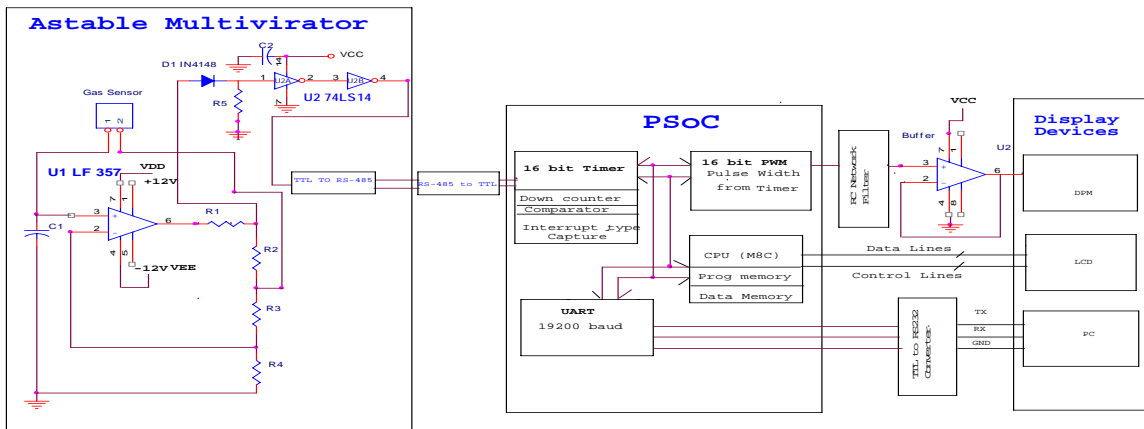 Astable Multivirator
C2
14
VCC
D1 IN4148
1
U2A
2
3
U2B
4
7
U2 74LS14
R5
Gas Sensor
1
2
U1 LF 357
VDD
+12V
7
1
3
+
2
-
6
4
5
-12V VEE
C1
R1
R2
R3
R4
TTL TO RS-485
RS-485 to TTL
PSoC
16 bit Timer
Down counter
Comparator
Interrupt type
Capture
16 bit PWM
Pulse Width
from Timer
CPU (M8C)
Prog memory
Data Memory
UART
19200 baud
RC Network
Filter
VCC
Buffer
7
1
U2
3
+
2
-
6
4
8
Data Lines
Control Lines
TTL to RS232
Converter
TX
RX
GND
Display
Devices
DPM
LCD
PC